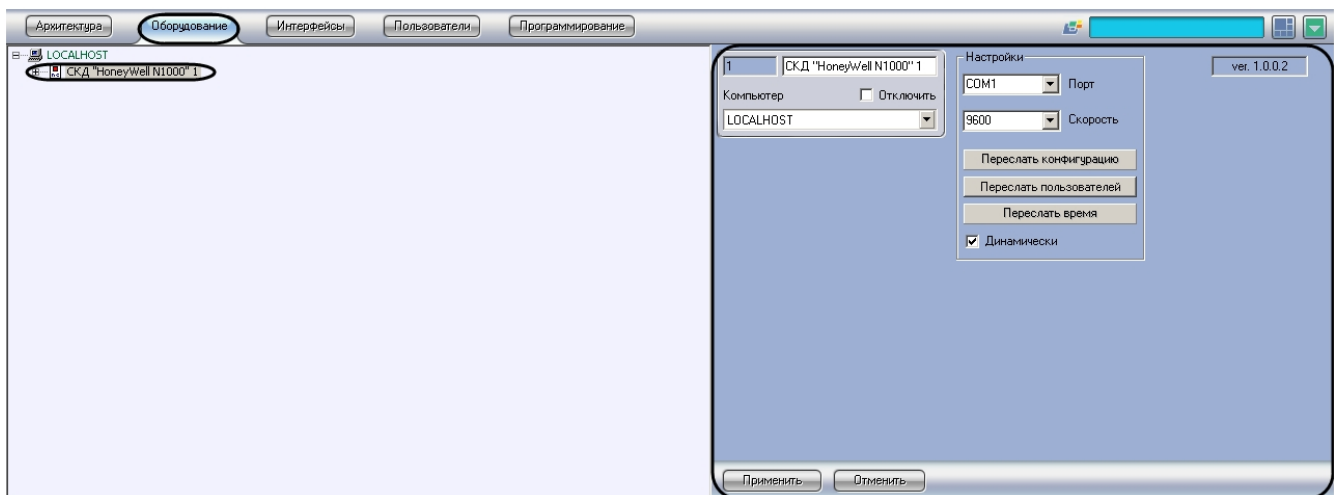 Архитектура Оборудование Интерфейсы Пользователи Программирование
LOCALHOST
СКД "HoneyWell N1000" 1
1 СКД "HoneyWell N1000" 1
Компьютер Отключить
LOCALHOST
Настройки
COM1 Порт
9600 Скорость
Переслать конфигурацию
Переслать пользователей
Переслать время
Динамически
ver. 1.0.0.2
Применить Отменить